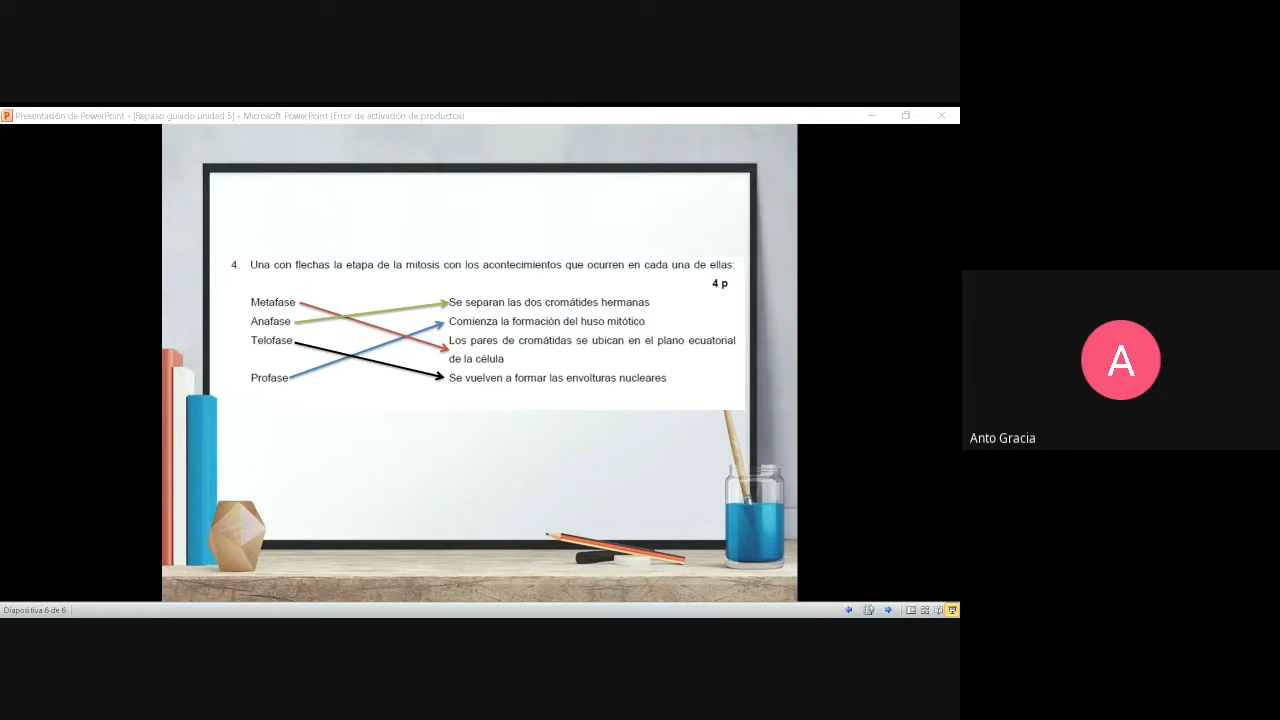 Presentación de PowerPoint - [Repaso guiado unidad 5] - Microsoft PowerPoint (Error de activación de productos)
4. Una con flechas la etapa de la mitosis con los acontecimientos que ocurren en cada una de ellas:
4 p
Metafase
Se separan las dos cromátides hermanas
Anafase
Comienza la formación del huso mitótico
Telofase
Los pares de cromátidas se ubican en el plano ecuatorial
de la célula
Profase
Se vuelven a formar las envolturas nucleares
A
Anto Gracia
Diapositiva 6 de 6